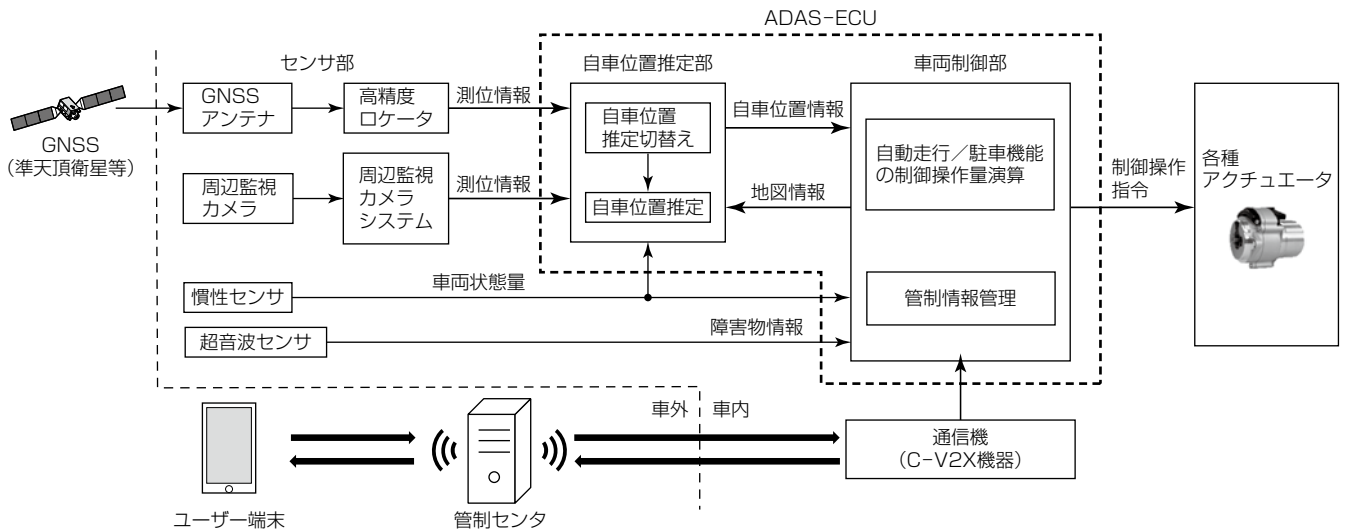 ADAS-ECU
センサ部
自車位置推定部
車両制御部
GNSS
(準天頂衛星等)
GNSS
アンテナ
高精度
ロケータ
測位情報
自車位置
推定切替え
自車位置情報
自動走行/駐車機能
の制御操作量演算
制御操作
指令
各種
アクチュエータ
周辺監視
カメラ
周辺監視
カメラ
システム
測位情報
自車位置推定
地図情報
慣性センサ
車両状態量
管制情報管理
超音波センサ
障害物情報
車外
車内
通信機
(C-V2X機器)
ユーザー端末
管制センタ